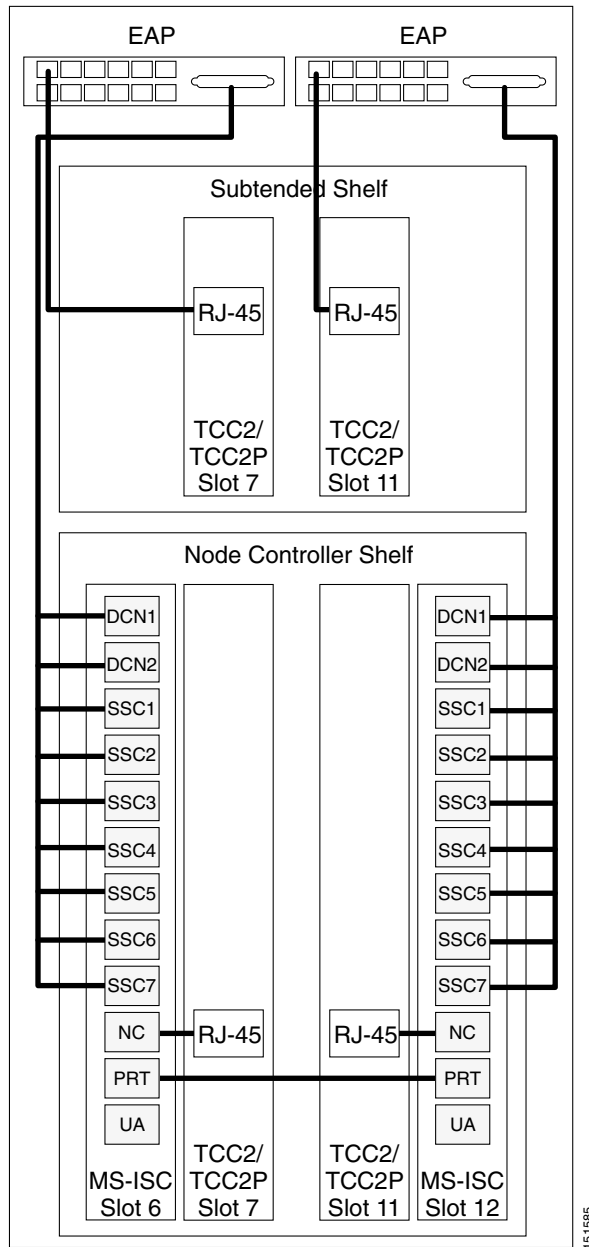 EAP
EAP
Subtended Shelf
RJ-45
RJ-45
TCC2/
TCC2P
Slot 7
TCC2/
TCC2P
Slot 11
Node Controller Shelf
DCN1
DCN2
SSC1
SSC2
SSC3
SSC4
SSC5
SSC6
SSC7
NC
PRT
UA
MS-ISC
Slot 6
RJ-45
TCC2/
TCC2P
Slot 7
RJ-45
TCC2/
TCC2P
Slot 11
DCN1
DCN2
SSC1
SSC2
SSC3
SSC4
SSC5
SSC6
SSC7
NC
PRT
UA
MS-ISC
Slot 12
151585